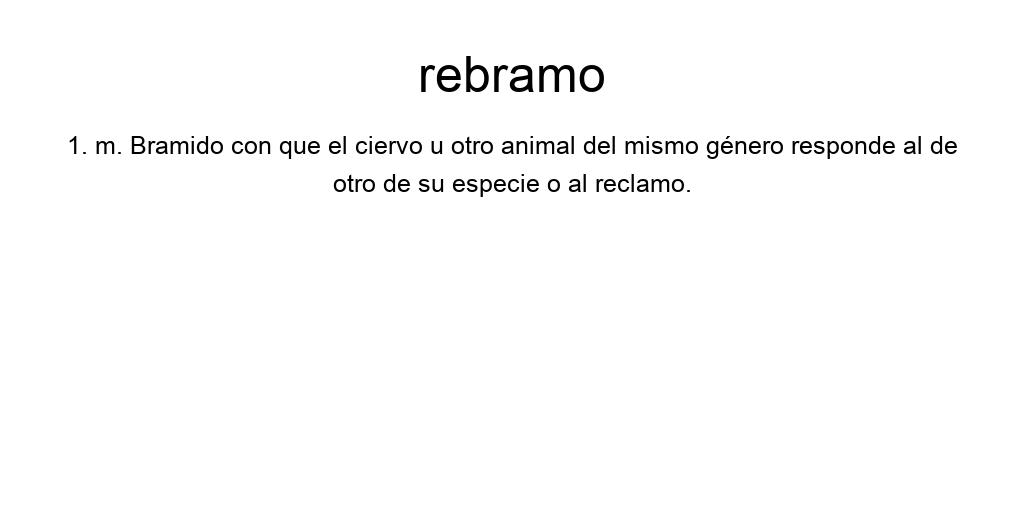 rebramo
1. m. Bramido con que el ciervo u otro animal del mismo género responde al de
otro de su especie o al reclamo.